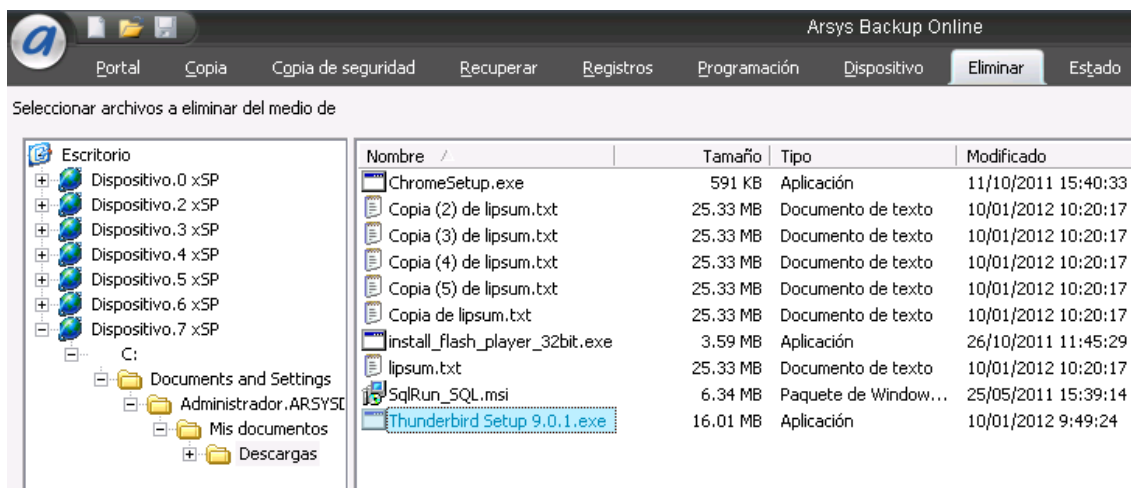 Arsys Backup Online
Portal Copia Copia de seguridad Recuperar Registros Programación Dispositivo Eliminar Estado
Seleccionar archivos a eliminar del medio de
Escritorio
Dispositivo.0 xSP
Dispositivo.2 xSP
Dispositivo.3 xSP
Dispositivo.4 xSP
Dispositivo.5 xSP
Dispositivo.6 xSP
Dispositivo.7 xSP
C:
Documents and Settings
Administrador.ARSYSD
Mis documentos
Descargas
Nombre Tamaño Tipo Modificado
ChromeSetup.exe 591 KB Aplicación 11/10/2011 15:40:33
Copia (2) de lipsum.txt 25.33 MB Documento de texto 10/01/2012 10:20:17
Copia (3) de lipsum.txt 25.33 MB Documento de texto 10/01/2012 10:20:17
Copia (4) de lipsum.txt 25.33 MB Documento de texto 10/01/2012 10:20:17
Copia (5) de lipsum.txt 25.33 MB Documento de texto 10/01/2012 10:20:17
Copia de lipsum.txt 25.33 MB Documento de texto 10/01/2012 10:20:17
install_flash_player_32bit.exe 3.59 MB Aplicación 26/10/2011 11:45:29
lipsum.txt 25.33 MB Documento de texto 10/01/2012 10:20:17
SqlRun_SQL.msi 6.34 MB Paquete de Window... 25/05/2011 15:39:14
Thunderbird Setup 9.0.1.exe 16.01 MB Aplicación 10/01/2012 9:49:24